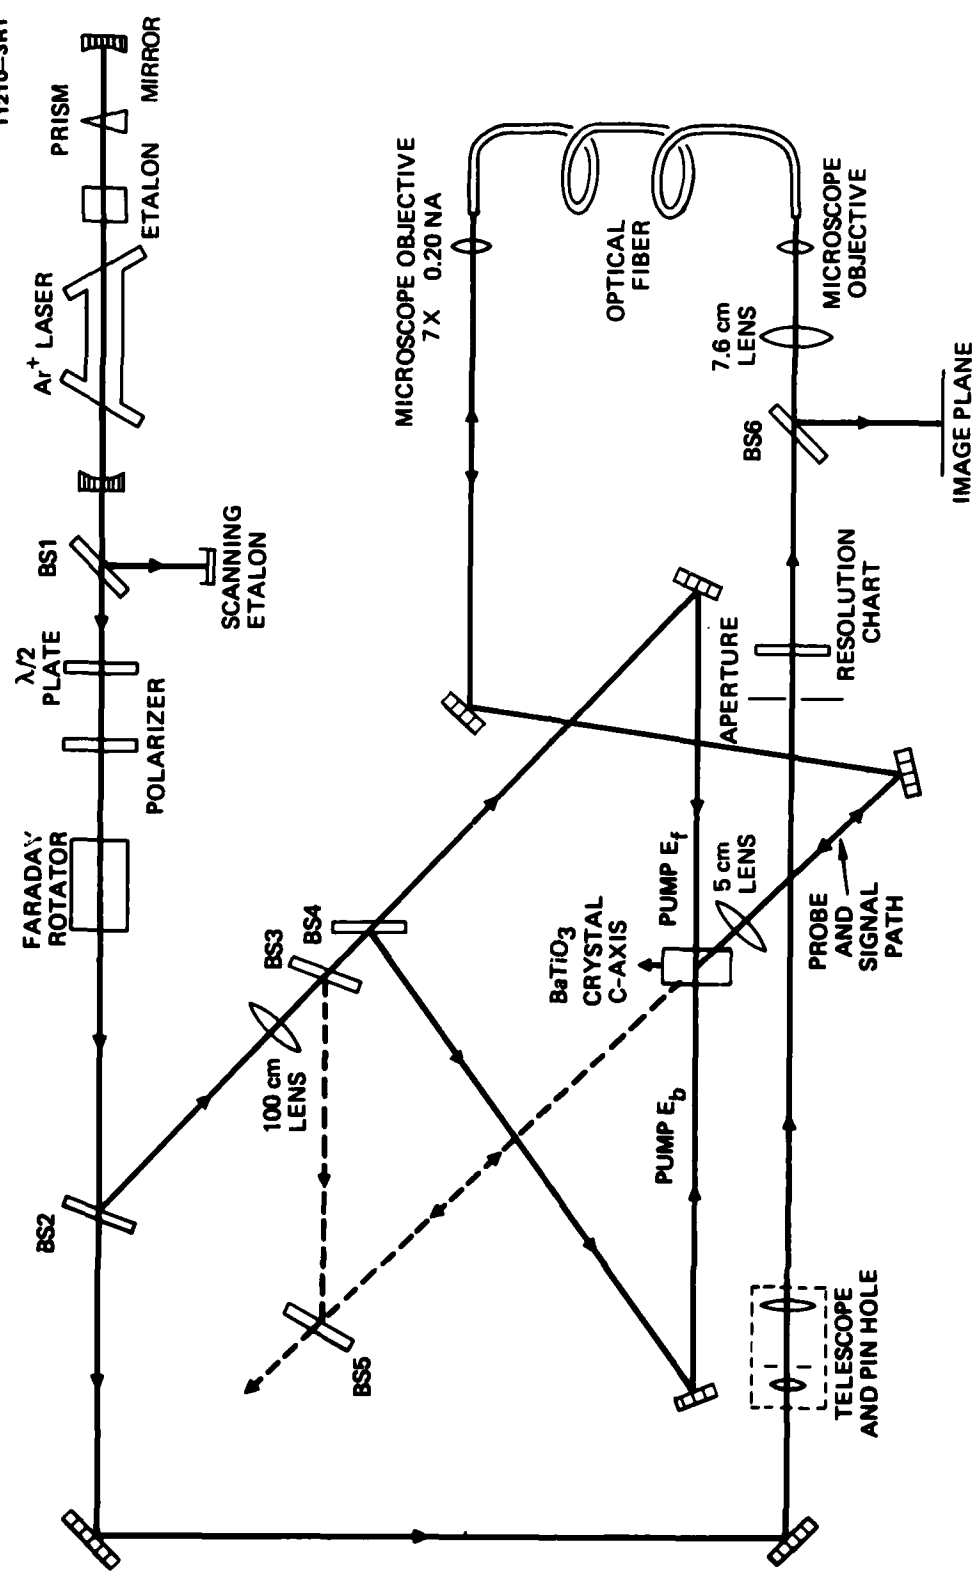 PRISM
MIRROR
ETALON
Ar+ LASER
BS1
SCANNING
ETALON
λ/2
PLATE
POLARIZER
FARADAY
ROTATOR
BS2
100 cm
LENS
BS3
BS4
BS5
MICROSCOPE OBJECTIVE
7X 0.20 NA
OPTICAL
FIBER
MICROSCOPE
OBJECTIVE
7.6 cm
LENS
BS6
IMAGE PLANE
RESOLUTION
CHART
APERTURE
PUMP Ef
5 cm
LENS
BaTiO3
CRYSTAL
C-AXIS
PROBE
AND
SIGNAL
PATH
PUMP Eb
TELESCOPE
AND PIN HOLE